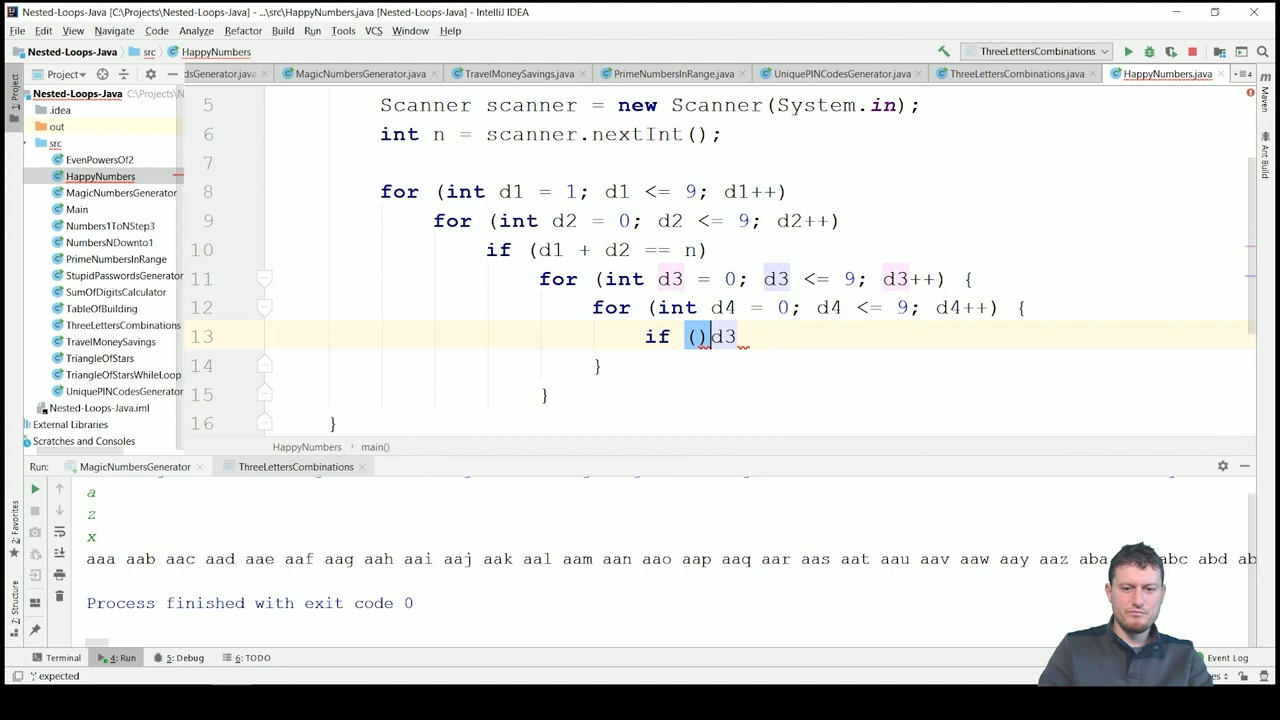 Nested-Loops-Java [C:\Projects\Nested-Loops-Java] - ...\src\HappyNumbers.java [Nested-Loops-Java] - IntelliJ IDEA
File Edit View Navigate Code Analyze Refactor Build Run Tools VCS Window Help
Nested-Loops-Java src HappyNumbers
ThreeLettersCombinations
Project
dsGenerator.java MagicNumbersGenerator.java TravelMoneySavings.java PrimeNumbersInRange.java UniquePINCodesGenerator.java ThreeLettersCombinations.java HappyNumbers.java
1: Project
Maven
Ant Build
Nested-Loops-Java C:\Projects\N
.idea
out
src
EvenPowersOf2
HappyNumbers
MagicNumbersGenerator
Main
Numbers1ToNStep3
NumbersNDownto1
PrimeNumbersInRange
StupidPasswordsGenerator
SumOfDigitsCalculator
TableOfBuilding
ThreeLettersCombinations
TravelMoneySavings
TriangleOfStars
TriangleOfStarsWhileLoop
UniquePINCodesGenerator
Nested-Loops-Java.iml
External Libraries
Scratches and Consoles
5 Scanner scanner = new Scanner(System.in);
6 int n = scanner.nextInt();
7
8 for (int d1 = 1; d1 <= 9; d1++)
9 for (int d2 = 0; d2 <= 9; d2++)
10 if (d1 + d2 == n)
11 for (int d3 = 0; d3 <= 9; d3++) {
12 for (int d4 = 0; d4 <= 9; d4++) {
13 if ()d3
14 }
15 }
16 }
HappyNumbers › main()
Run: MagicNumbersGenerator ThreeLettersCombinations
a
z
x
aaa aab aac aad aae aaf aag aah aai aaj aak aal aam aan aao aap aaq aar aas aat aau aav aaw aay aaz aba abc abd ab
Process finished with exit code 0
2: Favorites
7: Structure
Terminal 4: Run 5: Debug 6: TODO Event Log
';' expected